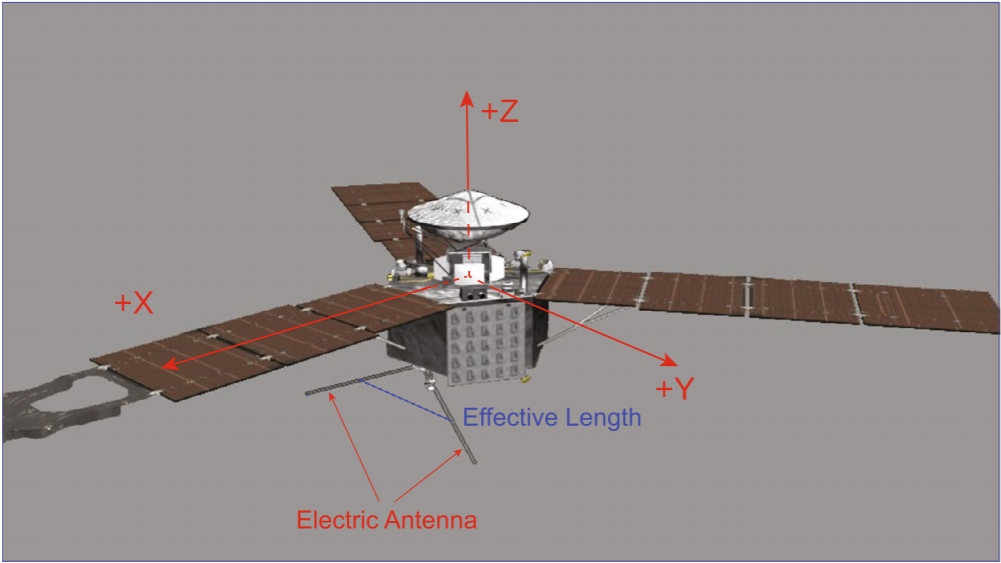 +Z
+X
+Y
Effective Length
Electric Antenna